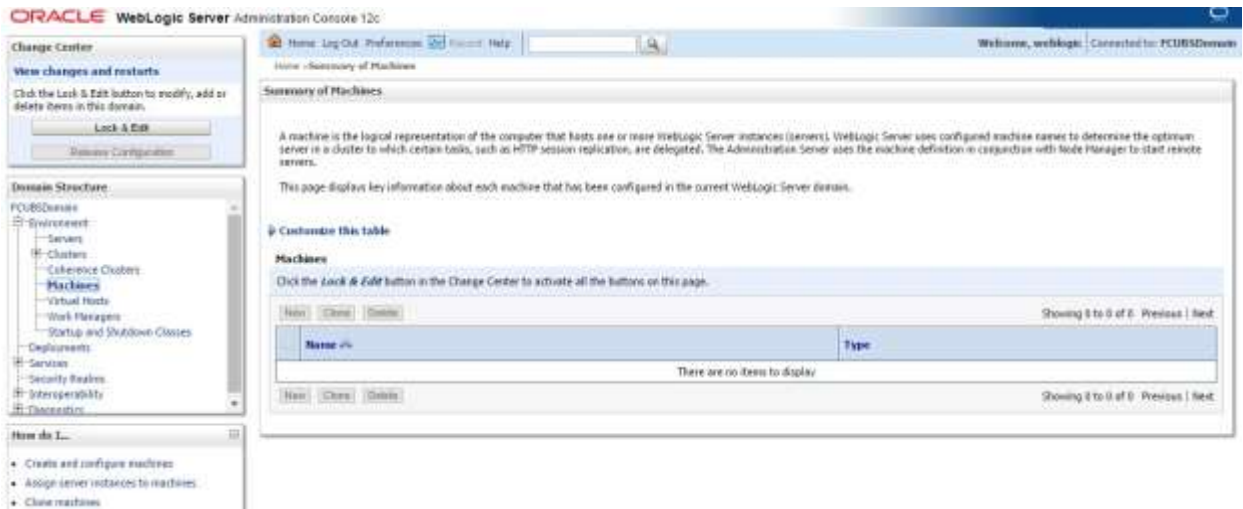 ORACLE WebLogic Server Administration Console 12c
Change Center
View changes and restarts
Click the Lock & Edit button to modify, add or
delete items in this domain.
Lock & Edit
Release Configuration
Domain Structure
FCUBSDomain
Environment
Servers
Clusters
Coherence Clusters
Machines
Virtual Hosts
Work Managers
Startup and Shutdown Classes
Deployments
Services
Security Realms
Interoperability
Diagnostics
How do I...
Create and configure machines
Assign server instances to machines
Clone machines
Home Log Out Preferences Record Help
Welcome, weblogic Connected to: FCUBSDomain
Home >Summary of Machines
Summary of Machines
A machine is the logical representation of the computer that hosts one or more WebLogic Server instances (servers). WebLogic Server uses configured machine names to determine the optimum
server in a cluster to which certain tasks, such as HTTP session replication, are delegated. The Administration Server uses the machine definition in conjunction with Node Manager to start remote
servers.
This page displays key information about each machine that has been configured in the current WebLogic Server domain.
Customize this table
Machines
Click the Lock & Edit button in the Change Center to activate all the buttons on this page.
New Clone Delete
Showing 0 to 0 of 0 Previous | Next
Name
Type
There are no items to display
New Clone Delete
Showing 0 to 0 of 0 Previous | Next